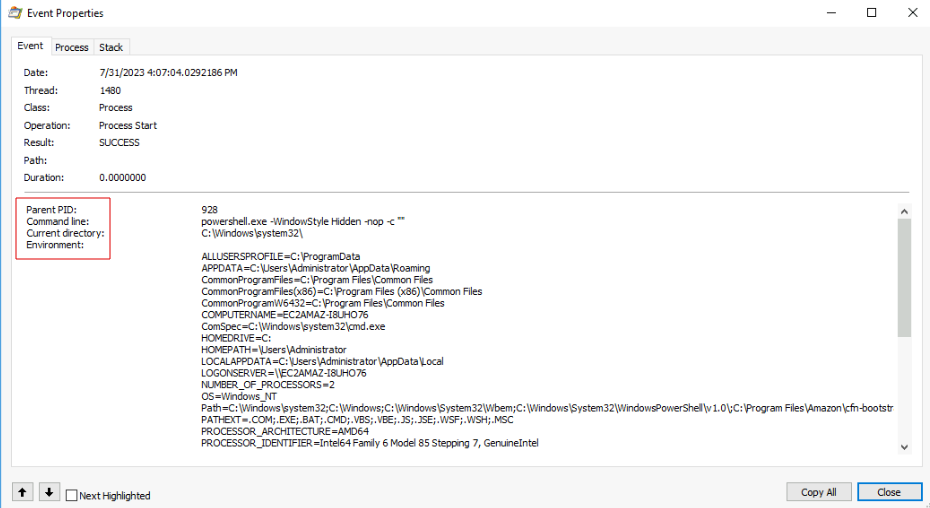 Event Properties
Event Process Stack
Date: 7/31/2023 4:07:04.0292186 PM
Thread: 1480
Class: Process
Operation: Process Start
Result: SUCCESS
Path:
Duration: 0.0000000
Parent PID: 928
Command line: powershell.exe -WindowStyle Hidden -nop -c ""
Current directory: C:\Windows\system32\
Environment:
ALLUSERSPROFILE=C:\ProgramData
APPDATA=C:\Users\Administrator\AppData\Roaming
CommonProgramFiles=C:\Program Files\Common Files
CommonProgramFiles(x86)=C:\Program Files (x86)\Common Files
CommonProgramW6432=C:\Program Files\Common Files
COMPUTERNAME=EC2AMAZ-I8UHO76
ComSpec=C:\Windows\system32\cmd.exe
HOMEDRIVE=C:
HOMEPATH=\Users\Administrator
LOCALAPPDATA=C:\Users\Administrator\AppData\Local
LOGONSERVER=\\EC2AMAZ-I8UHO76
NUMBER_OF_PROCESSORS=2
OS=Windows_NT
Path=C:\Windows\system32;C:\Windows;C:\Windows\System32\Wbem;C:\Windows\System32\WindowsPowerShell\v1.0\;C:\Program Files\Amazon\cfn-bootstr
PATHEXT=.COM;.EXE;.BAT;.CMD;.VBS;.VBE;.JS;.JSE;.WSF;.WSH;.MSC
PROCESSOR_ARCHITECTURE=AMD64
PROCESSOR_IDENTIFIER=Intel64 Family 6 Model 85 Stepping 7, GenuineIntel
Next Highlighted Copy All Close